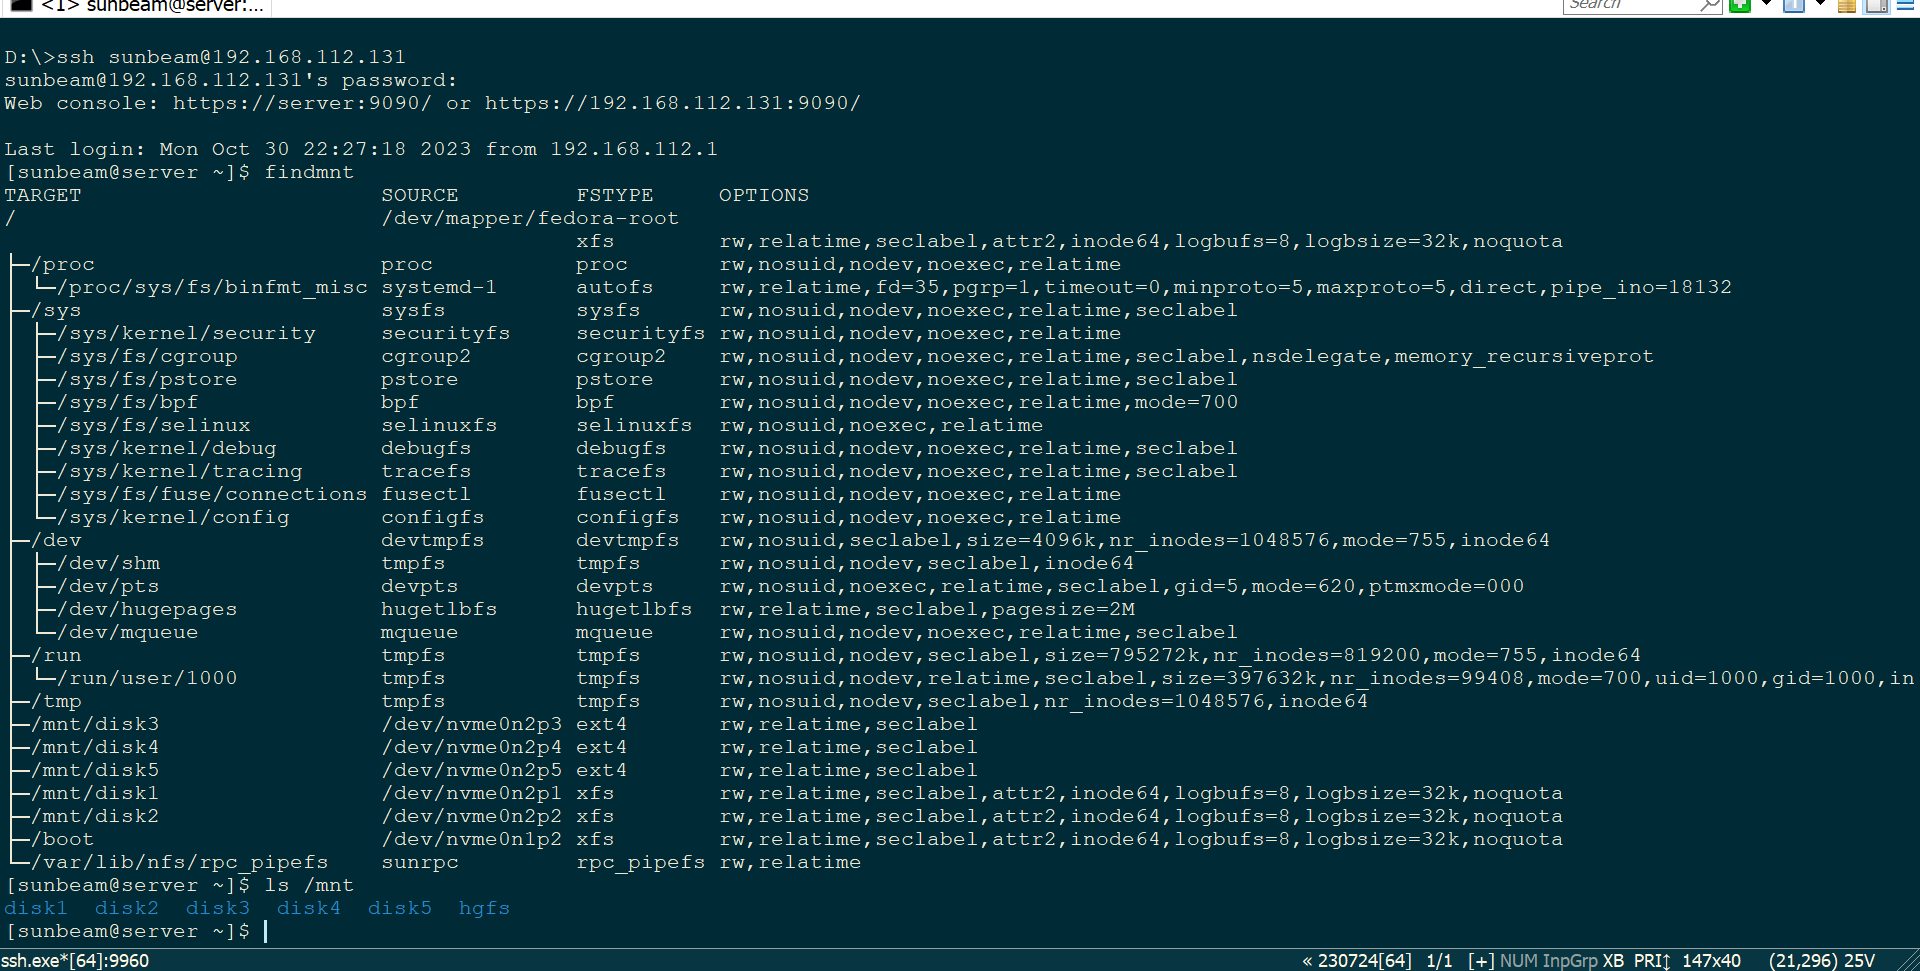 <1> sunbeam@server:...
Search
D:\>ssh sunbeam@192.168.112.131
sunbeam@192.168.112.131's password:
Web console: https://server:9090/ or https://192.168.112.131:9090/
Last login: Mon Oct 30 22:27:18 2023 from 192.168.112.1
[sunbeam@server ~]$ findmnt
TARGET SOURCE FSTYPE OPTIONS
/ /dev/mapper/fedora-root
xfs rw,relatime,seclabel,attr2,inode64,logbufs=8,logbsize=32k,noquota
├─/proc proc proc rw,nosuid,nodev,noexec,relatime
│ └─/proc/sys/fs/binfmt_misc systemd-1 autofs rw,relatime,fd=35,pgrp=1,timeout=0,minproto=5,maxproto=5,direct,pipe_ino=18132
├─/sys sysfs sysfs rw,nosuid,nodev,noexec,relatime,seclabel
│ ├─/sys/kernel/security securityfs securityfs rw,nosuid,nodev,noexec,relatime
│ ├─/sys/fs/cgroup cgroup2 cgroup2 rw,nosuid,nodev,noexec,relatime,seclabel,nsdelegate,memory_recursiveprot
│ ├─/sys/fs/pstore pstore pstore rw,nosuid,nodev,noexec,relatime,seclabel
│ ├─/sys/fs/bpf bpf bpf rw,nosuid,nodev,noexec,relatime,mode=700
│ ├─/sys/fs/selinux selinuxfs selinuxfs rw,nosuid,noexec,relatime
│ ├─/sys/kernel/debug debugfs debugfs rw,nosuid,nodev,noexec,relatime,seclabel
│ ├─/sys/kernel/tracing tracefs tracefs rw,nosuid,nodev,noexec,relatime,seclabel
│ ├─/sys/fs/fuse/connections fusectl fusectl rw,nosuid,nodev,noexec,relatime
│ └─/sys/kernel/config configfs configfs rw,nosuid,nodev,noexec,relatime
├─/dev devtmpfs devtmpfs rw,nosuid,seclabel,size=4096k,nr_inodes=1048576,mode=755,inode64
│ ├─/dev/shm tmpfs tmpfs rw,nosuid,nodev,seclabel,inode64
│ ├─/dev/pts devpts devpts rw,nosuid,noexec,relatime,seclabel,gid=5,mode=620,ptmxmode=000
│ ├─/dev/hugepages hugetlbfs hugetlbfs rw,relatime,seclabel,pagesize=2M
│ └─/dev/mqueue mqueue mqueue rw,nosuid,nodev,noexec,relatime,seclabel
├─/run tmpfs tmpfs rw,nosuid,nodev,seclabel,size=795272k,nr_inodes=819200,mode=755,inode64
│ └─/run/user/1000 tmpfs tmpfs rw,nosuid,nodev,relatime,seclabel,size=397632k,nr_inodes=99408,mode=700,uid=1000,gid=1000,in
├─/tmp tmpfs tmpfs rw,nosuid,nodev,seclabel,nr_inodes=1048576,inode64
├─/mnt/disk3 /dev/nvme0n2p3 ext4 rw,relatime,seclabel
├─/mnt/disk4 /dev/nvme0n2p4 ext4 rw,relatime,seclabel
├─/mnt/disk5 /dev/nvme0n2p5 ext4 rw,relatime,seclabel
├─/mnt/disk1 /dev/nvme0n2p1 xfs rw,relatime,seclabel,attr2,inode64,logbufs=8,logbsize=32k,noquota
├─/mnt/disk2 /dev/nvme0n2p2 xfs rw,relatime,seclabel,attr2,inode64,logbufs=8,logbsize=32k,noquota
├─/boot /dev/nvme0n1p2 xfs rw,relatime,seclabel,attr2,inode64,logbufs=8,logbsize=32k,noquota
└─/var/lib/nfs/rpc_pipefs sunrpc rpc_pipefs rw,relatime
[sunbeam@server ~]$ ls /mnt
disk1 disk2 disk3 disk4 disk5 hgfs
[sunbeam@server ~]$
ssh.exe*[64]:9960 « 230724[64] 1/1 [+] NUM InpGrp XB PRI↕ 147x40 (21,296) 25V